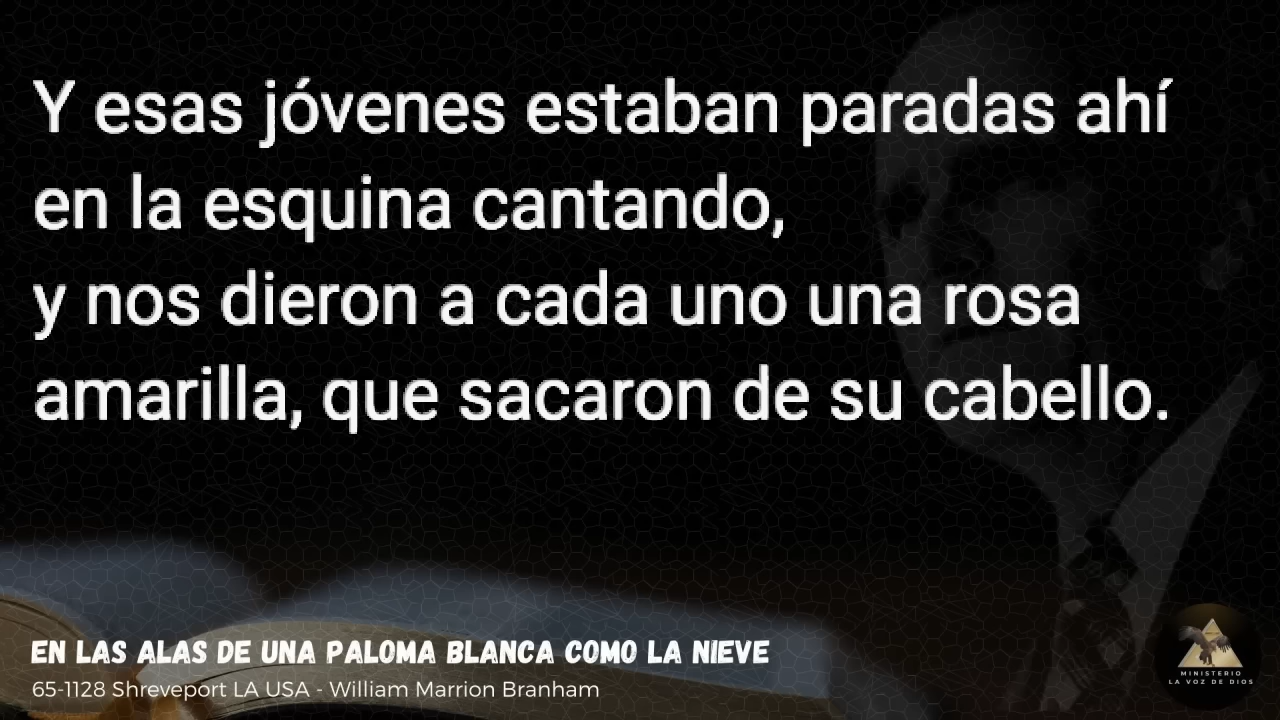 Y esas jóvenes estaban paradas ahí
en la esquina cantando,
y nos dieron a cada uno una rosa
amarilla, que sacaron de su cabello.
EN LAS ALAS DE UNA PALOMA BLANCA COMO LA NIEVE
65-1128 Shreveport LA USA - William Marrion Branham
MINISTERIO
LA VOZ DE DIOS